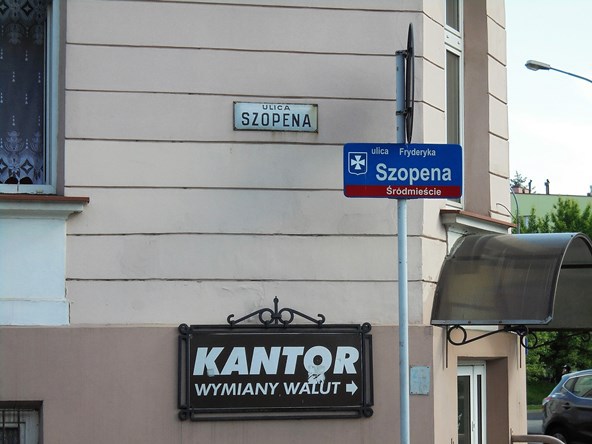 ULICA
SZOPENA
ulica Fryderyka
Szopena
Śródmieście
KANTOR
WYMIANY WALUT